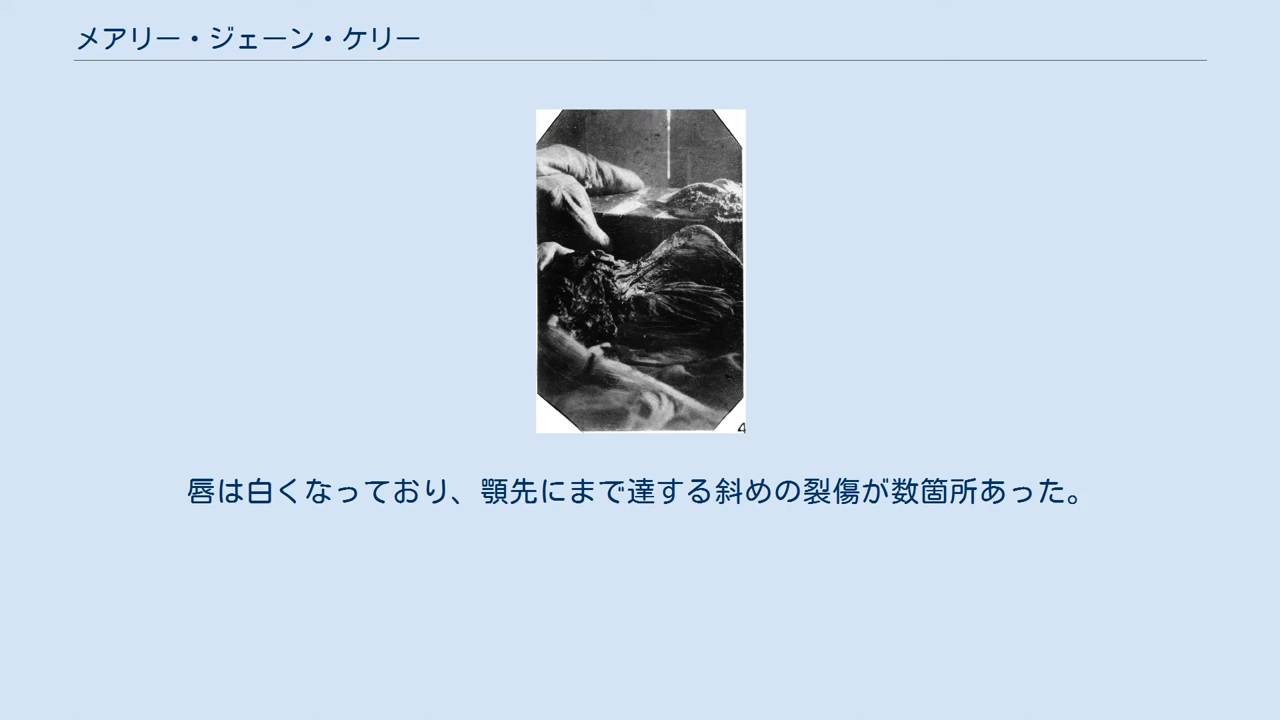 メアリー・ジェーン・ケリー
4
唇は白くなっており、顎先にまで達する斜めの裂傷が数箇所あった。